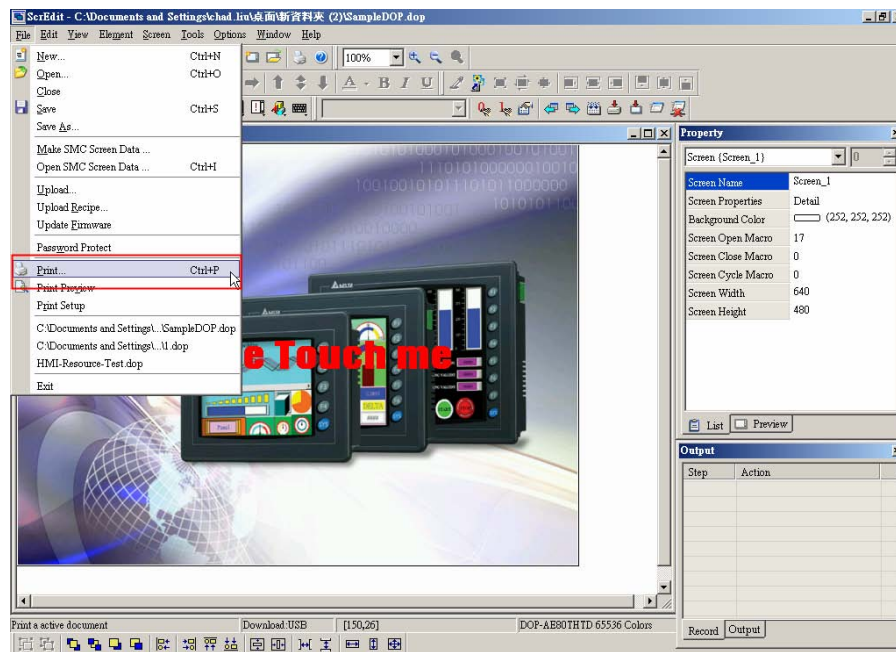 ScrEdit - C:\Documents and Settings\chad.liu\桌面\新資料夾 (2)\SampleDOP.dop
File Edit View Element Screen Tools Options Window Help
New... Ctrl+N
Open... Ctrl+O
Close
Save Ctrl+S
Save As...
Make SMC Screen Data ...
Open SMC Screen Data ... Ctrl+I
Upload...
Upload Recipe...
Update Firmware
Password Protect
Print... Ctrl+P
Print Preview
Print Setup
C:\Documents and Settings\...\SampleDOP.dop
C:\Documents and Settings\...\1.dop
HMI-Resource-Test.dop
Exit
100%
A B I U
e Touch me
DELTA
Property
Screen {Screen_1} 0
Screen Name Screen_1
Screen Properties Detail
Background Color (252, 252, 252)
Screen Open Macro 17
Screen Close Macro 0
Screen Cycle Macro 0
Screen Width 640
Screen Height 480
List Preview
Output
Step Action
Record Output
Print a active document Download:USB [150,26] DOP-AE80THTD 65536 Colors